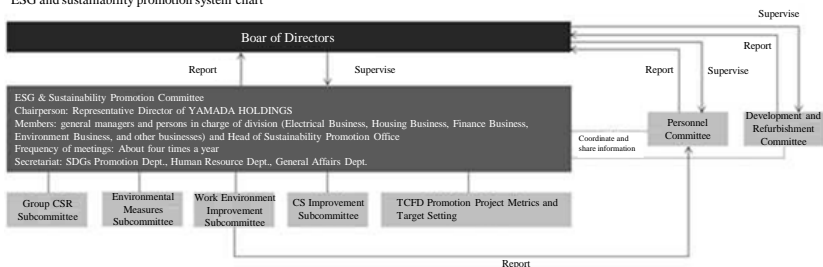 ESG and sustainability promotion system chart
Supervise
Boar of Directors
Report
Report
Supervise
Report
Supervise
ESG & Sustainability Promotion Committee
Chairperson: Representative Director of YAMADA HOLDINGS
Members: general managers and persons in charge of division (Electrical Business, Housing Business, Finance Business,
Environment Business, and other businesses) and Head of Sustainability Promotion Office
Frequency of meetings: About four times a year
Secretariat: SDGs Promotion Dept., Human Resource Dept., General Affairs Dept.
Coordinate and
share information
Personnel
Committee
Development and
Refurbishment
Committee
Group CSR
Subcommittee
Environmental
Measures
Subcommittee
Work Environment
Improvement
Subcommittee
CS Improvement
Subcommittee
TCFD Promotion Project Metrics and
Target Setting
Report